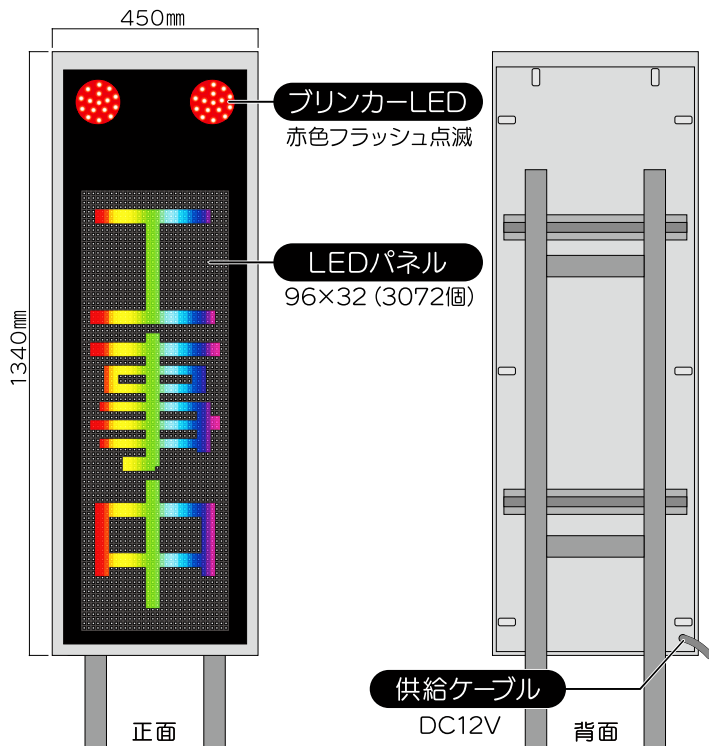 450㎜
1340㎜
ブリンカーLED
赤色フラッシュ点滅
LEDパネル
96×32 (3072個)
工事中
供給ケーブル
DC12V
正面
背面